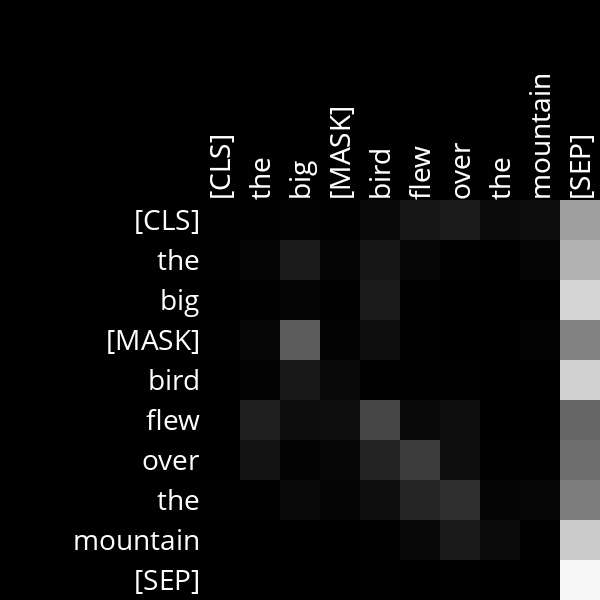 [CLS] the big [MASK] bird flew over the mountain [SEP]
[CLS]
the
big
[MASK]
bird
flew
over
the
mountain
[SEP]